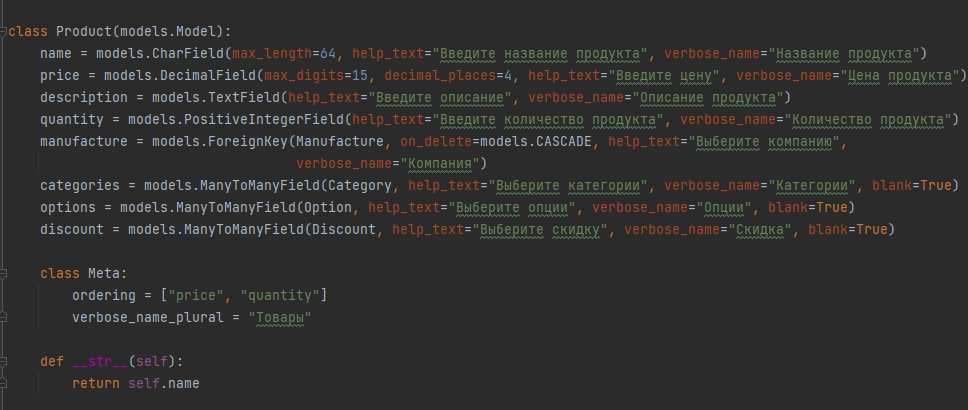 class Product(models.Model):
    name = models.CharField(max_length=64, help_text="Введите название продукта", verbose_name="Название продукта")
    price = models.DecimalField(max_digits=15, decimal_places=4, help_text="Введите цену", verbose_name="Цена продукта")
    description = models.TextField(help_text="Введите описание", verbose_name="Описание продукта")
    quantity = models.PositiveIntegerField(help_text="Введите количество продукта", verbose_name="Количество продукта")
    manufacture = models.ForeignKey(Manufacture, on_delete=models.CASCADE, help_text="Выберите компанию",
                                    verbose_name="Компания")
    categories = models.ManyToManyField(Category, help_text="Выберите категории", verbose_name="Категории", blank=True)
    options = models.ManyToManyField(Option, help_text="Выберите опции", verbose_name="Опции", blank=True)
    discount = models.ManyToManyField(Discount, help_text="Выберите скидку", verbose_name="Скидка", blank=True)
    class Meta:
        ordering = ["price", "quantity"]
        verbose_name_plural = "Товары"
    def __str__(self):
        return self.name